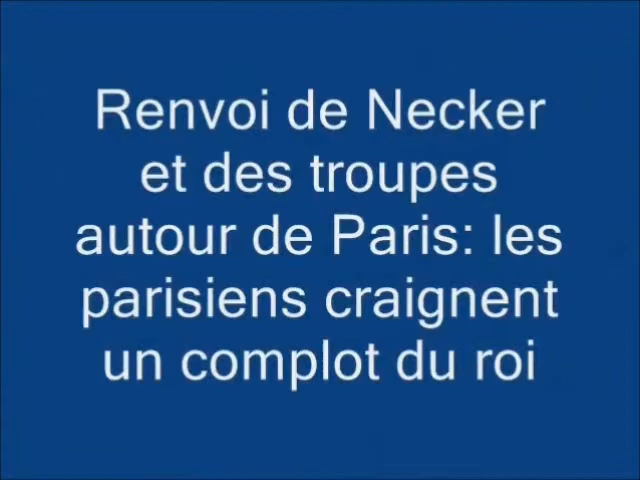 Renvoi de Necker
et des troupes
autour de Paris: les
parisiens craignent
un complot du roi